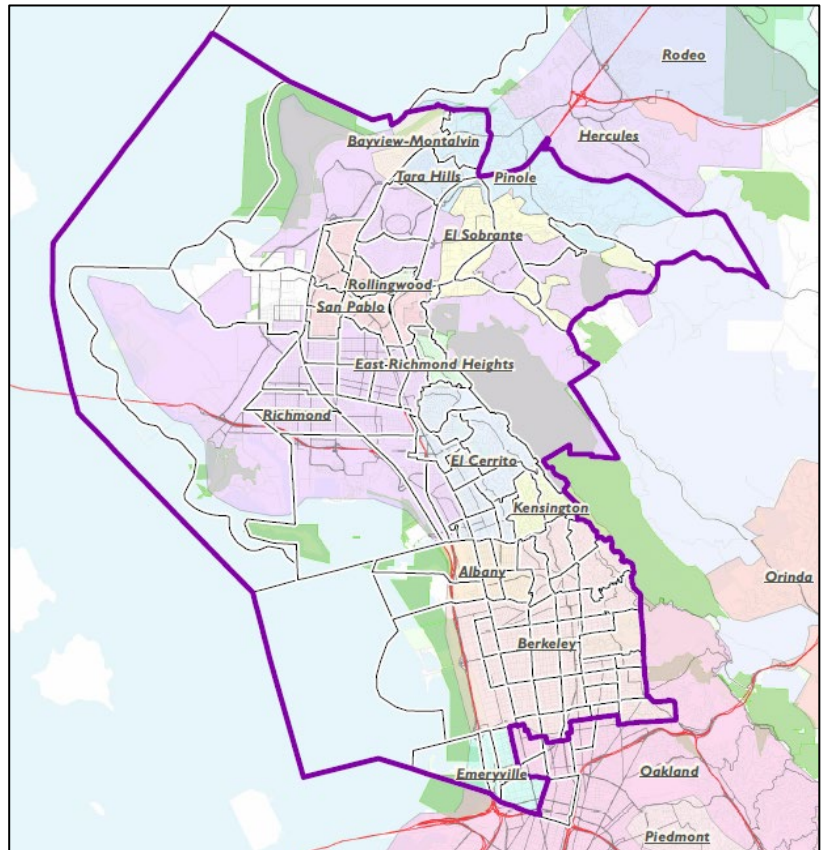 Rodeo
Hercules
Bayview-Montalvin
Tara Hills
Pinole
El Sobrante
Rollingwood
San Pablo
East-Richmond Heights
Richmond
El Cerrito
Kensington
Albany
Orinda
Berkeley
Emeryville
Oakland
Piedmont